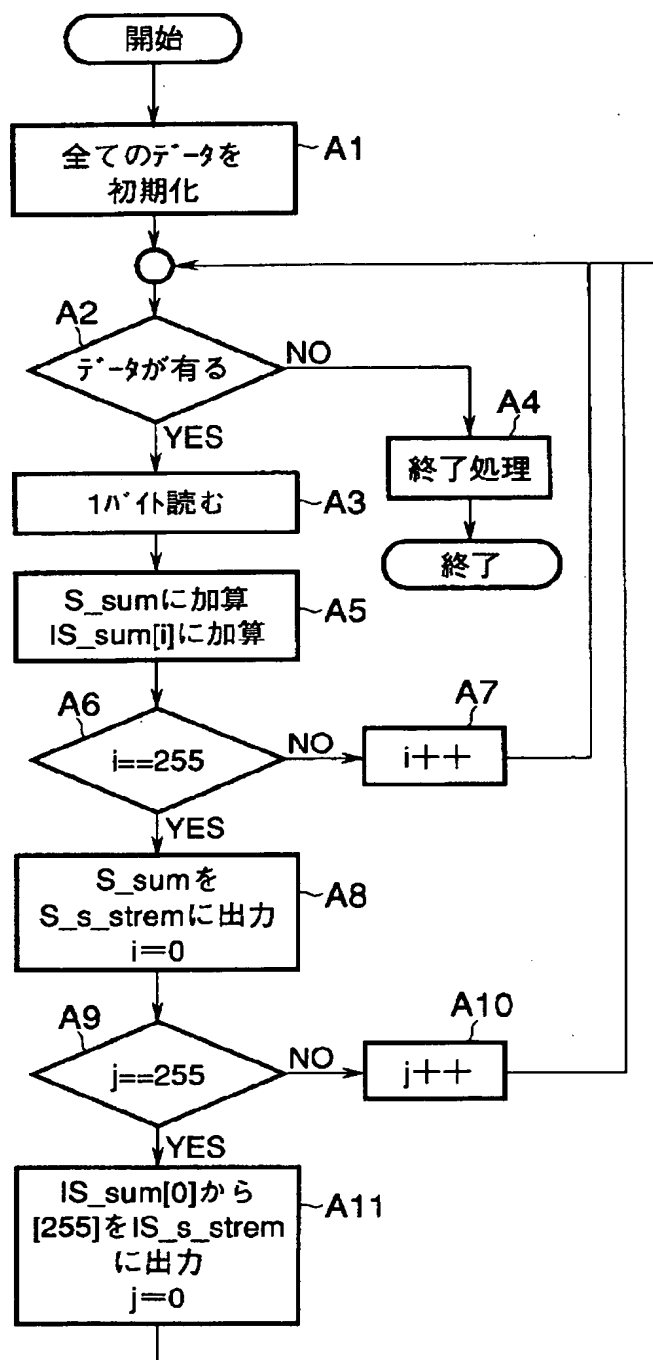 開始
全てのデータを
初期化
A1
A2
データが有る
NO
YES
A4
終了処理
終了
1バイト読む
A3
S_sumに加算
IS_sum[i]に加算
A5
A6
i==255
NO
YES
A7
i++
S_sumを
S_s_stremに出力
i=0
A8
A9
j==255
NO
YES
A10
j++
IS_sum[0]から
[255]をIS_s_strem
に出力
j=0
A11